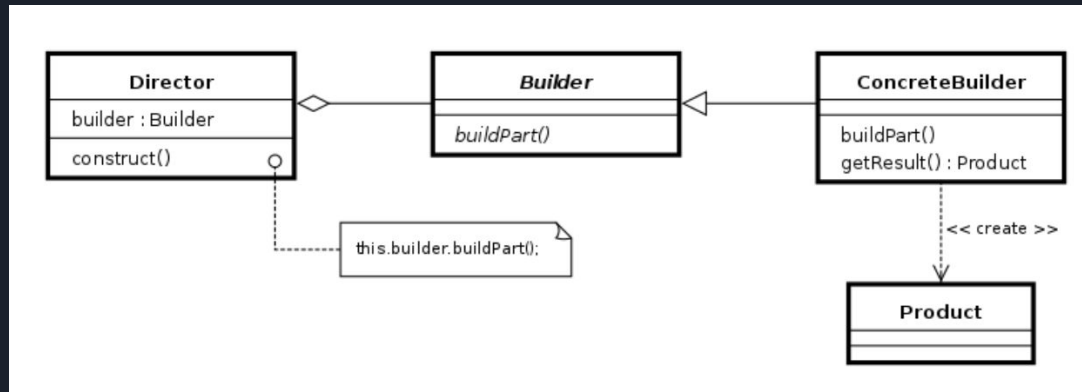 Director
builder : Builder
construct()
this.builder.buildPart();
Builder
buildPart()
ConcreteBuilder
buildPart()
getResult() : Product
<< create >>
Product